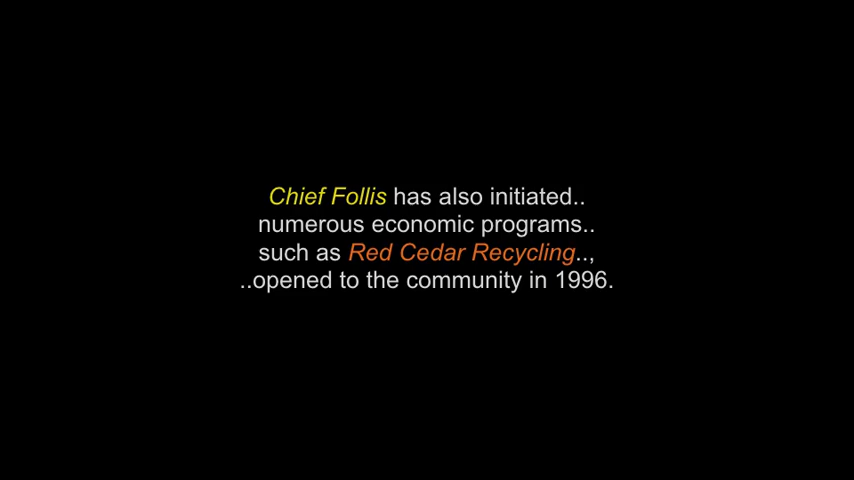 Chief Follis has also initiated..
numerous economic programs..
such as Red Cedar Recycling..,
..opened to the community in 1996.